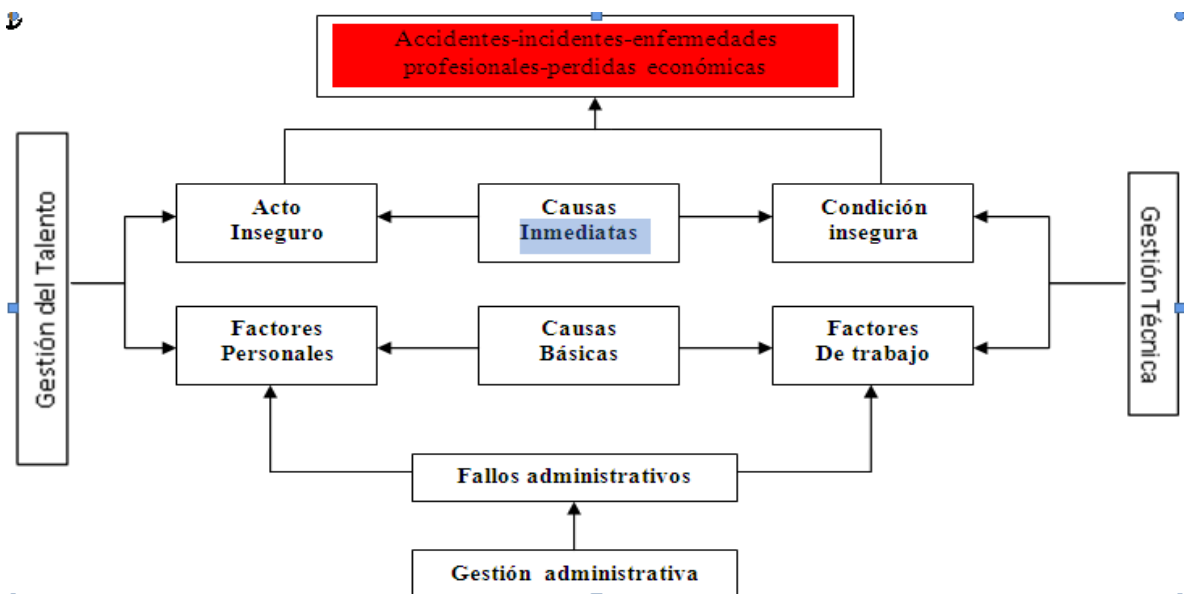 Accidentes-incidentes-enfermedades
profesionales-perdidas económicas
Gestión del Talento
Acto
Inseguro
Causas
Inmediatas
Condición
insegura
Gestión Técnica
Factores
Personales
Causas
Básicas
Factores
De trabajo
Fallos administrativos
Gestión administrativa